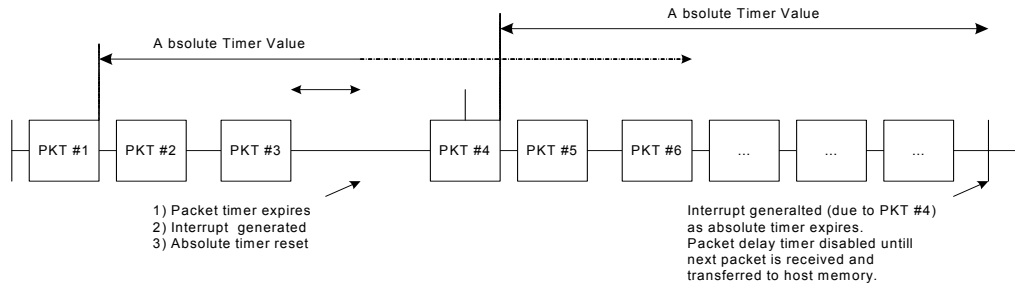 A bsolute Timer Value
A bsolute Timer Value
PKT #1
PKT #2
PKT #3
PKT #4
PKT #5
PKT #6
...
...
...
1) Packet timer expires
2) Interrupt generated
3) Absolute timer reset
Interrupt generalted (due to PKT #4)
as absolute timer expires.
Packet delay timer disabled untill
next packet is received and
transferred to host memory.